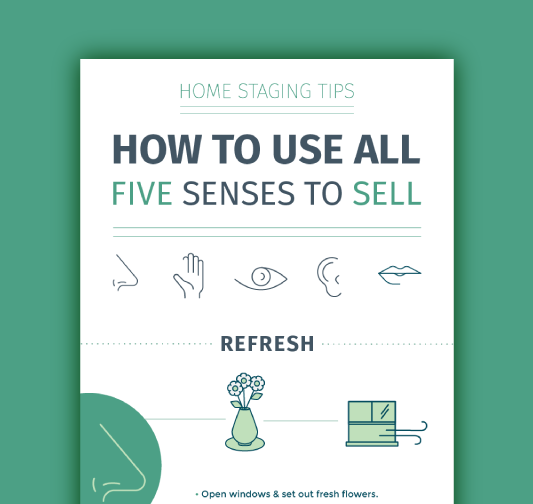 HOME STAGING TIPS
HOW TO USE ALL
FIVE SENSES TO SELL
REFRESH
• Open windows & set out fresh flowers.